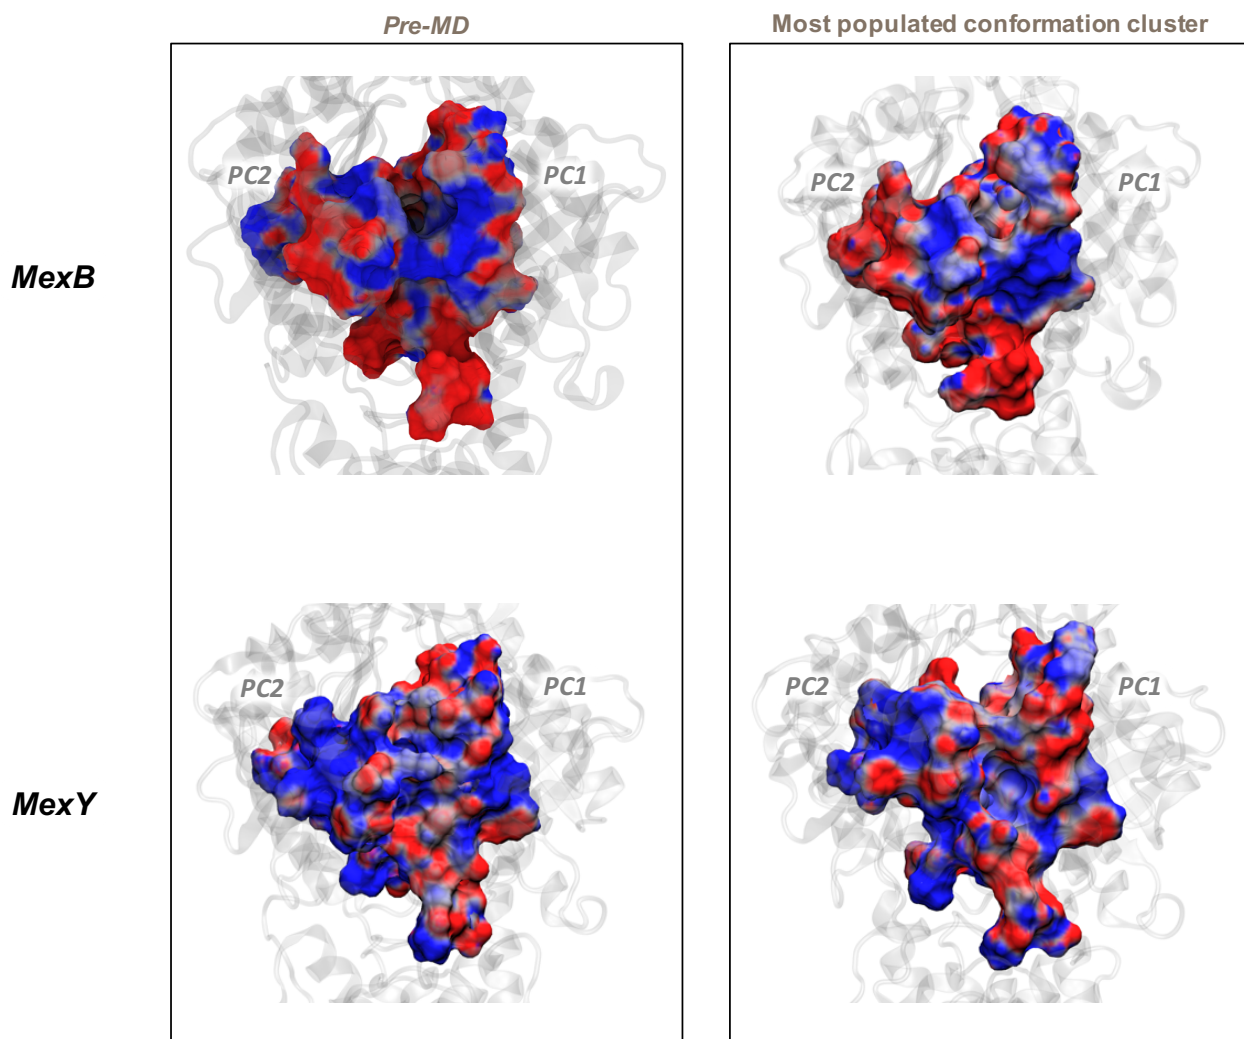 Pre-MD
Most populated conformation cluster
MexB
PC2
PC1
PC2
PC1
MexY
PC2
PC1
PC2
PC1